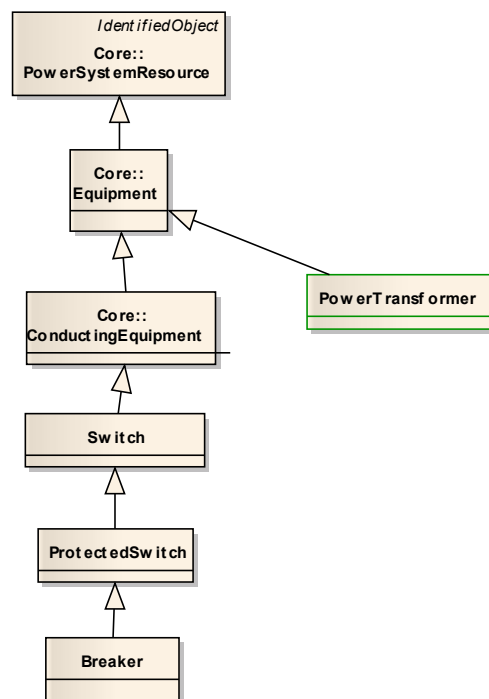 IdentifiedObject
Core::
PowerSystemResource
Core::
Equipment
PowerTransformer
Core::
ConductingEquipment
Switch
ProtectedSwitch
Breaker